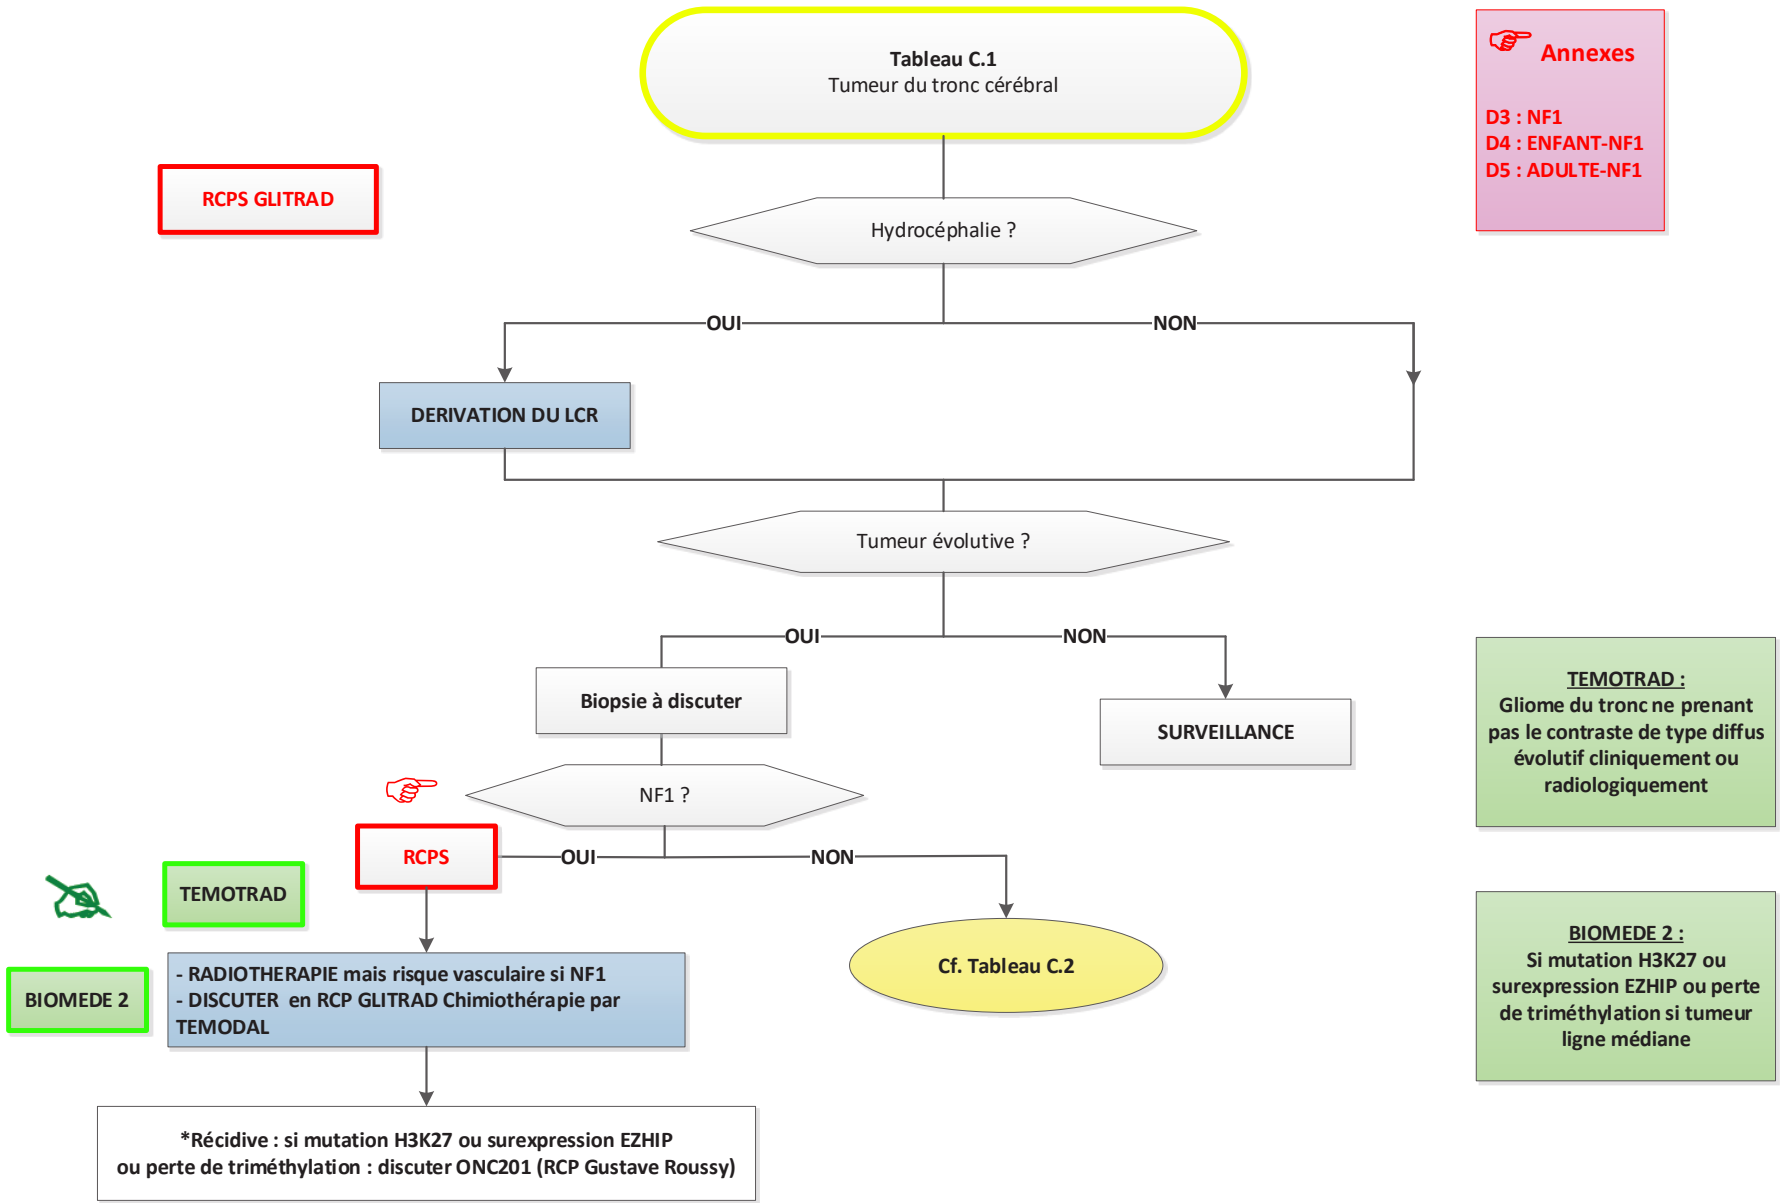 Tableau C.1
Tumeur du tronc cérébral
Annexes
D3 : NF1
D4 : ENFANT-NF1
D5 : ADULTE-NF1
RCPS GLITRAD
Hydrocéphalie ?
OUI
NON
DERIVATION DU LCR
Tumeur évolutive ?
OUI
NON
Biopsie à discuter
SURVEILLANCE
TEMOTRAD :
Gliome du tronc ne prenant
pas le contraste de type diffus
évolutif cliniquement ou
radiologiquement
NF1 ?
RCPS
OUI
NON
TEMOTRAD
BIOMEDE 2
- RADIOTHERAPIE mais risque vasculaire si NF1
- DISCUTER en RCP GLITRAD Chimiothérapie par
TEMODAL
Cf. Tableau C.2
BIOMEDE 2 :
Si mutation H3K27 ou
surexpression EZHIP ou perte
de triméthylation si tumeur
ligne médiane
*Récidive : si mutation H3K27 ou surexpression EZHIP
ou perte de triméthylation : discuter ONC201 (RCP Gustave Roussy)